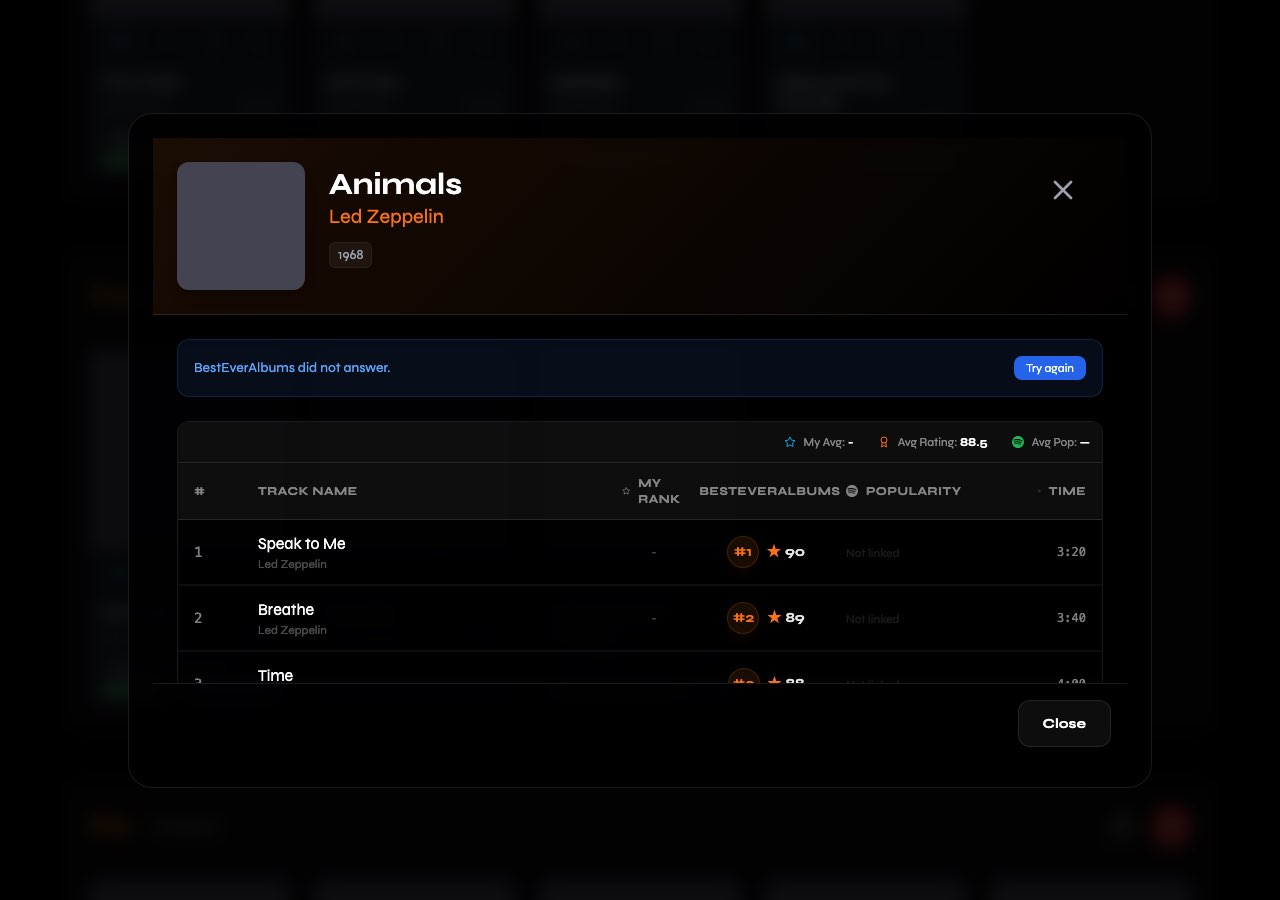 Animals
Led Zeppelin
1968
BestEverAlbums did not answer.
Try again
My Avg: -
Avg Rating: 88.5
Avg Pop: –
# TRACK NAME MY RANK BESTEVERALBUMS POPULARITY TIME
1 Speak to Me - #1 ★ 90 Not linked 3:20
Led Zeppelin
2 Breathe - #2 ★ 89 Not linked 3:40
Led Zeppelin
Time
Close